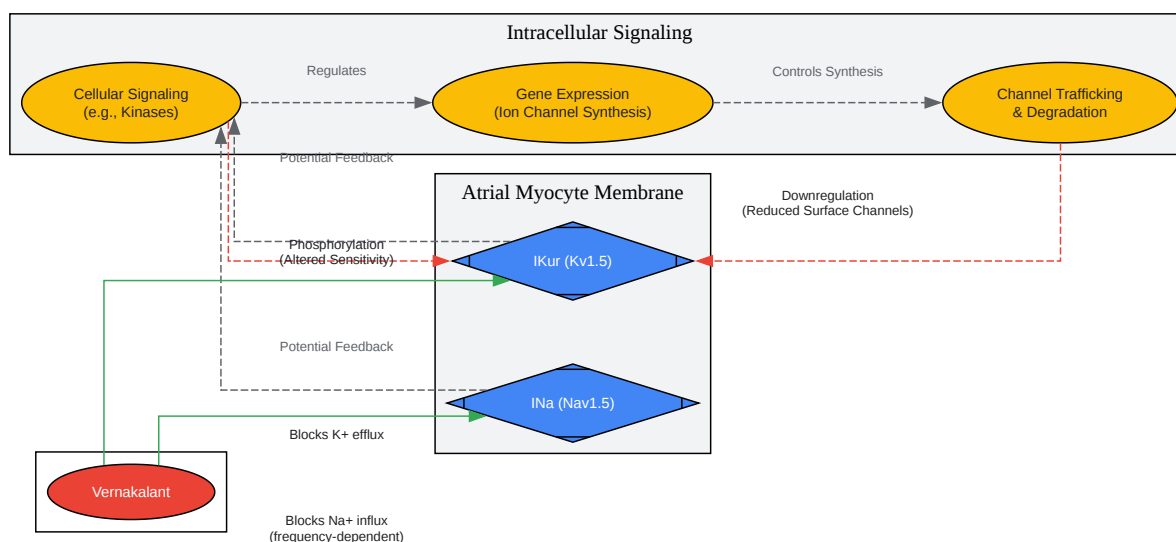 Intracellular Signaling
Cellular Signaling
(e.g., Kinases)
Regulates
Gene Expression
(Ion Channel Synthesis)
Controls Synthesis
Channel Trafficking
& Degradation
Potential Feedback
Atrial Myocyte Membrane
Downregulation
(Reduced Surface Channels)
Phosphorylation
(Altered Sensitivity)
IKur (Kv1.5)
Potential Feedback
INa (Nav1.5)
Blocks K+ efflux
Vernakalant
Blocks Na+ influx
(frequency-dependent)